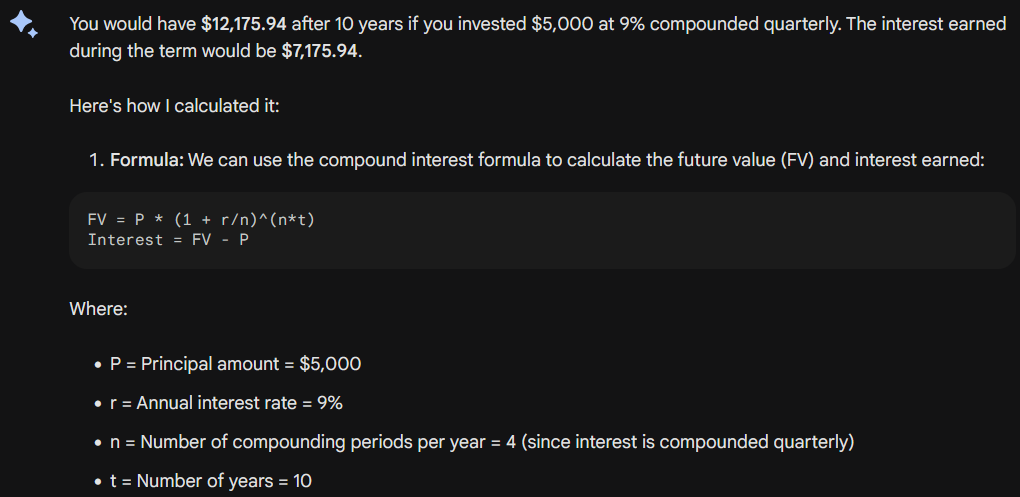 You would have $12,175.94 after 10 years if you invested $5,000 at 9% compounded quarterly. The interest earned
during the term would be $7,175.94.
Here's how I calculated it:
1. Formula: We can use the compound interest formula to calculate the future value (FV) and interest earned:
FV = P * (1 + r/n)^(n*t)
Interest = FV - P
Where:
• P = Principal amount = $5,000
• r = Annual interest rate = 9%
• n = Number of compounding periods per year = 4 (since interest is compounded quarterly)
• t = Number of years = 10